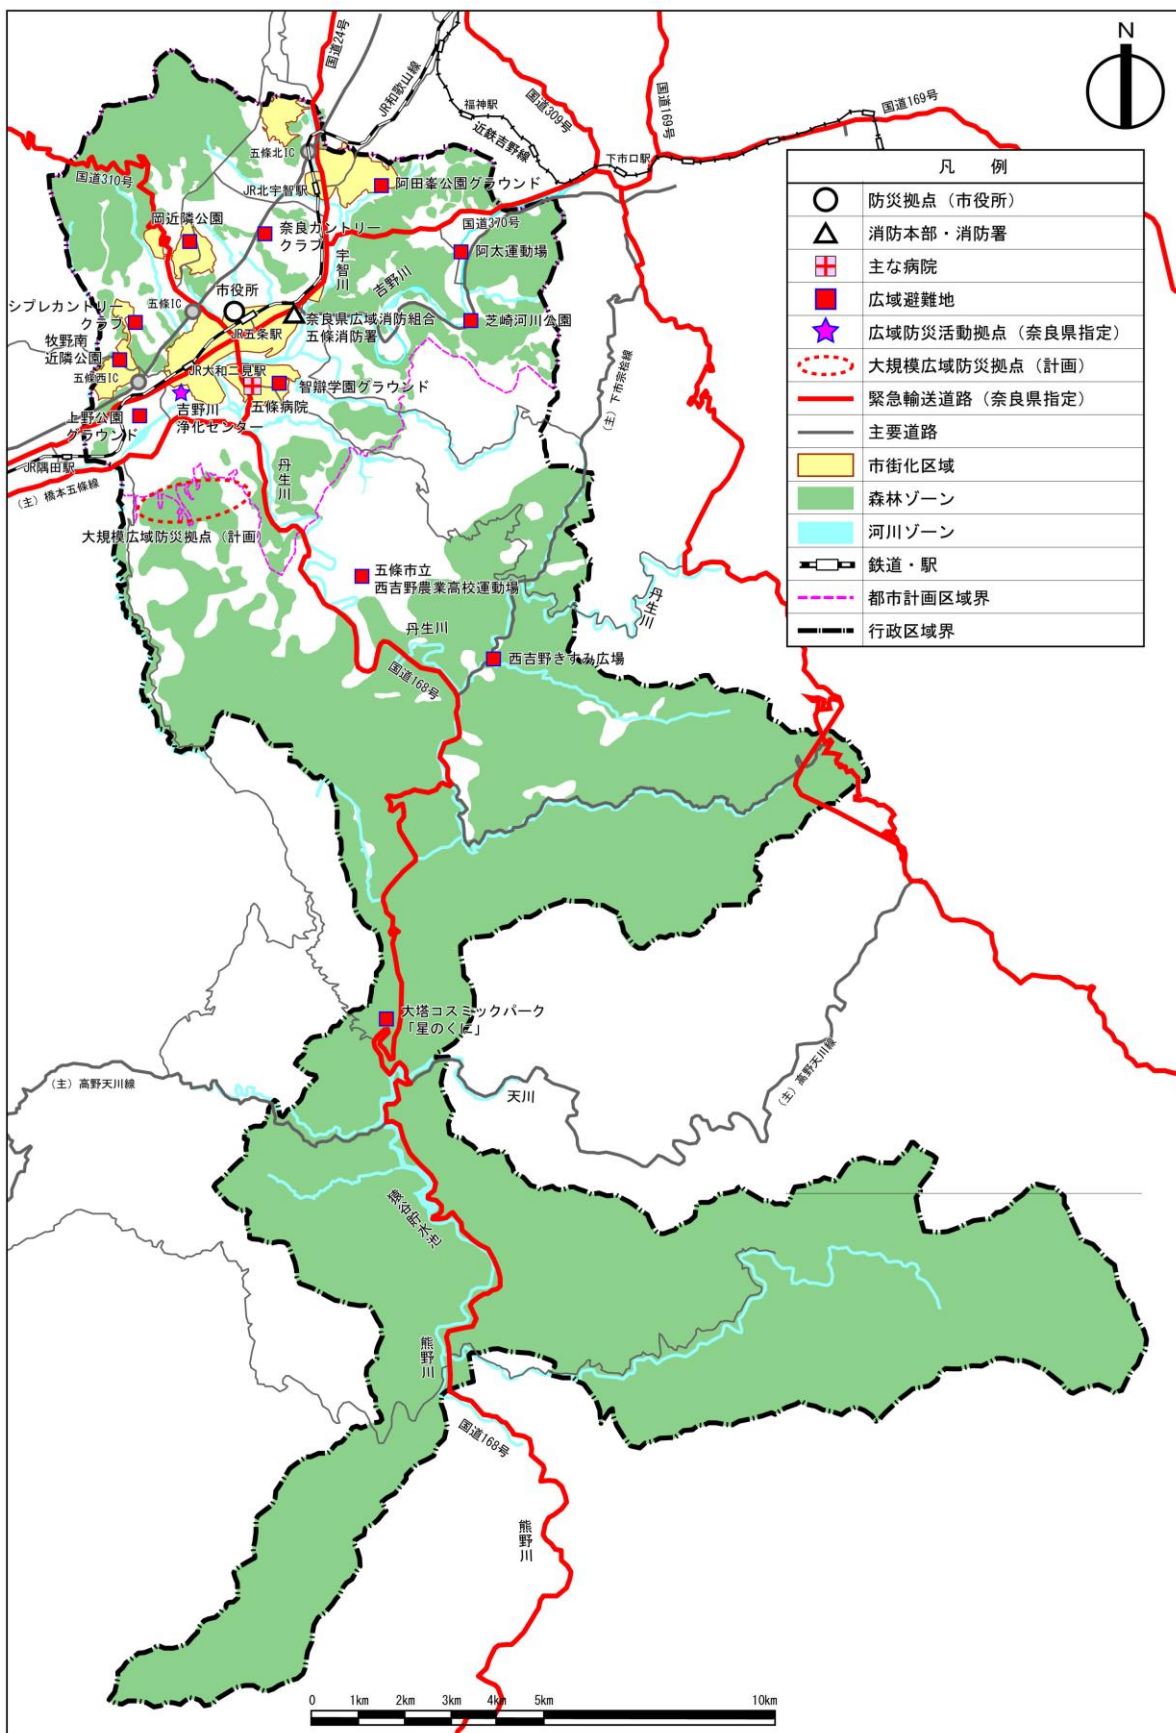 N
国道24号
JR和歌山線
福神駅
近鉄吉野線
国道309号
国道169号
国道169号
下市口駅
五條北IC
国道310号
JR北宇智駅
阿田峯公園グラウンド
岡近隣公園
奈良カントリー
クラブ
国道370号
宇智川
阿太運動場
吉野川
市役所
五條IC
シプレカントリー
クラブ
奈良県広域消防組合
五條消防署
芝崎河川公園
JR五条駅
牧野南
近隣公園
JR大和二見駅
五條西IC
智辯学園グラウンド
五條病院
吉野川
浄化センター
上野公園
グラウンド
JR隅田駅
(主)橋本五條線
(主)下市宗桧線
丹生川
大規模広域防災拠点(計画)
五條市立
西吉野農業高校運動場
丹生川
丹生川
西吉野きすみ広場
国道168号
大塔コスミックパーク
「星のくに」
(主)高野天川線
天川
(主)高野天川線
猿谷貯水池
熊野川
国道168号
熊野川
凡 例
防災拠点(市役所)
消防本部・消防署
主な病院
広域避難地
広域防災活動拠点(奈良県指定)
大規模広域防災拠点(計画)
緊急輸送道路(奈良県指定)
主要道路
市街化区域
森林ゾーン
河川ゾーン
鉄道・駅
都市計画区域界
行政区域界
0 1km 2km 3km 4km 5km 10km